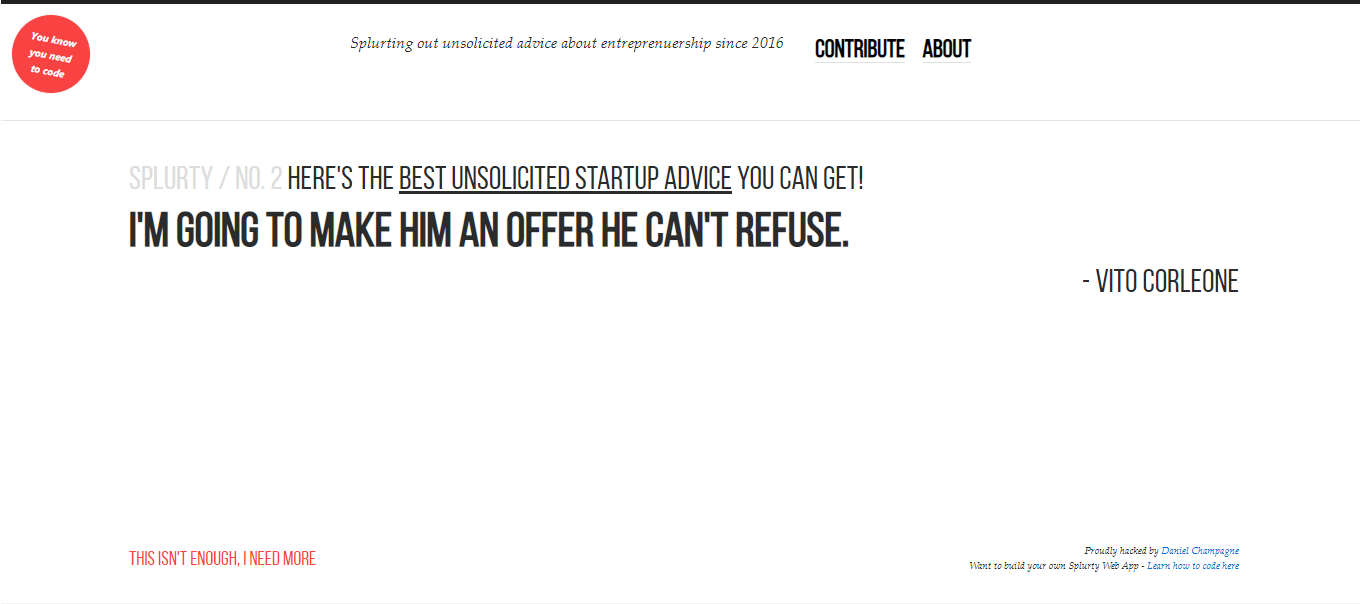 You know
you need
to code
Splurting out unsolicited advice about entreprenuership since 2016
CONTRIBUTE ABOUT
SPLURTY / NO. 2 HERE'S THE BEST UNSOLICITED STARTUP ADVICE YOU CAN GET!
I'M GOING TO MAKE HIM AN OFFER HE CAN'T REFUSE.
- VITO CORLEONE
THIS ISN'T ENOUGH, I NEED MORE
Proudly hacked by Daniel Champagne
Want to build your own Splurty Web App - Learn how to code here